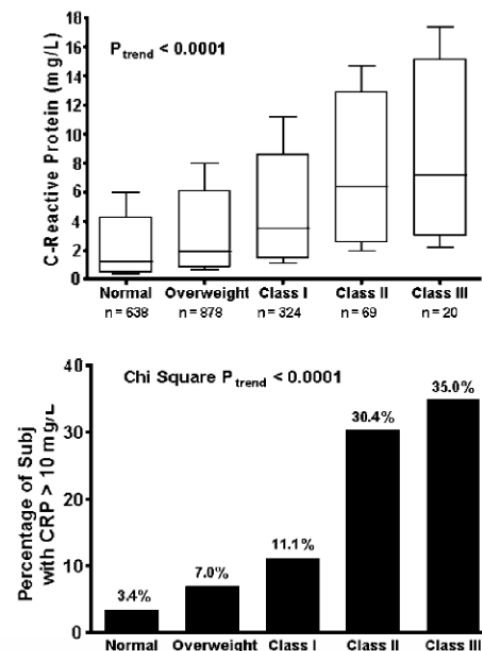 C-Reactive Protein (mg/L)
18
16
14
12
10
8
6
4
2
0
P trend < 0.0001
Normal Overweight Class I Class II Class III
n = 638 n = 878 n = 324 n = 69 n = 20
Percentage of Subj
with CRP > 10 mg/L
40
30
20
10
0
Chi Square P trend < 0.0001
3.4% 7.0% 11.1% 30.4% 35.0%
Normal Overweight Class I Class II Class III